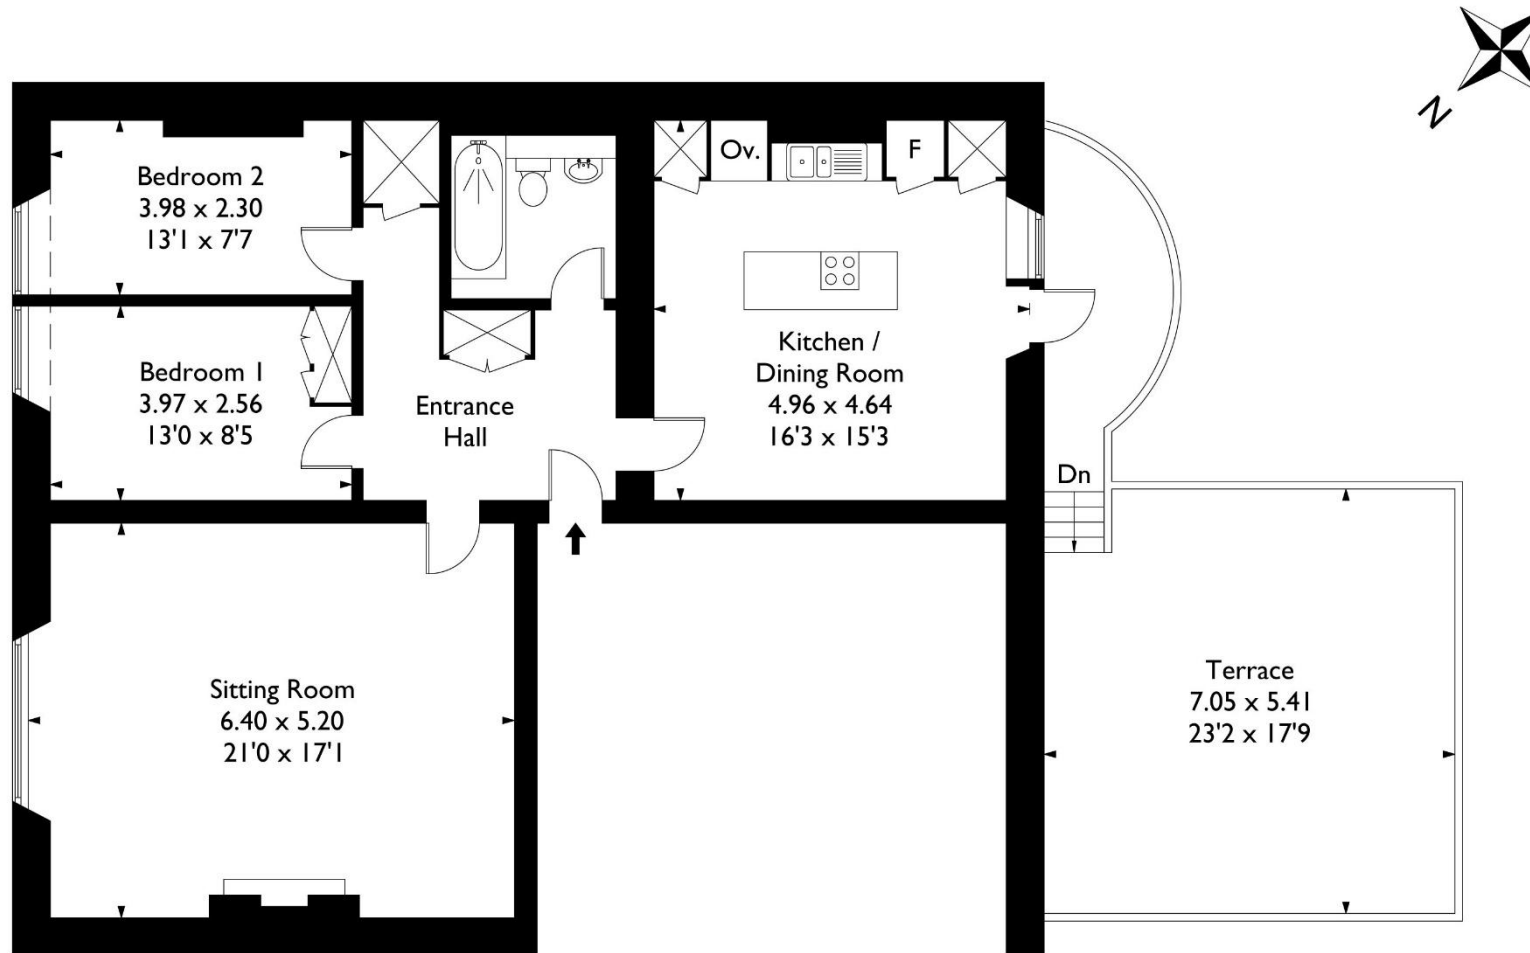 N
Bedroom 2
3.98 x 2.30
13'1 x 7'7
Ov.
F
Bedroom 1
3.97 x 2.56
13'0 x 8'5
Entrance
Hall
Kitchen /
Dining Room
4.96 x 4.64
16'3 x 15'3
Dn
Sitting Room
6.40 x 5.20
21'0 x 17'1
Terrace
7.05 x 5.41
23'2 x 17'9